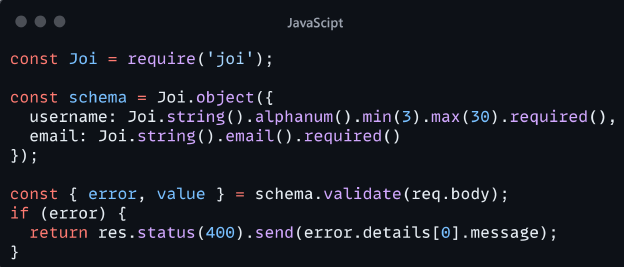 JavaScipt
const Joi = require('joi');
const schema = Joi.object({
  username: Joi.string().alphanum().min(3).max(30).required(),
  email: Joi.string().email().required()
});
const { error, value } = schema.validate(req.body);
if (error) {
  return res.status(400).send(error.details[0].message);
}